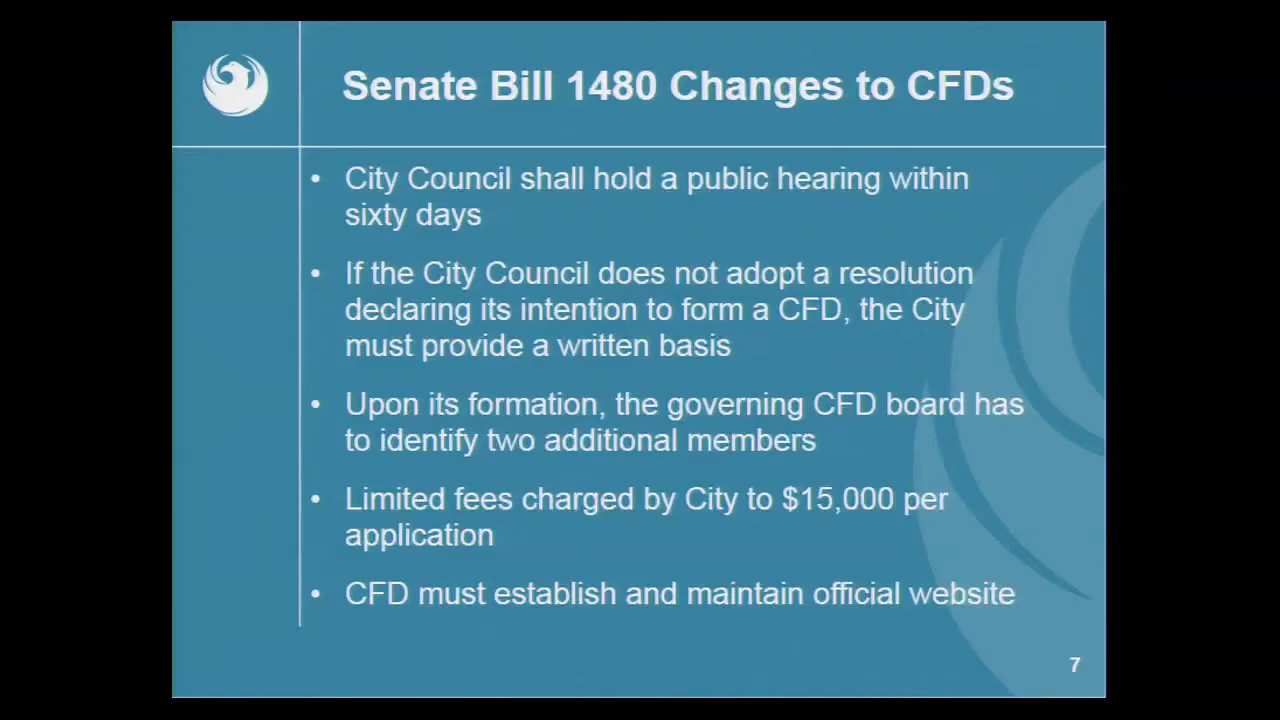 Senate Bill 1480 Changes to CFDs
• City Council shall hold a public hearing within
sixty days
• If the City Council does not adopt a resolution
declaring its intention to form a CFD, the City
must provide a written basis
• Upon its formation, the governing CFD board has
to identify two additional members
• Limited fees charged by City to $15,000 per
application
• CFD must establish and maintain official website
7